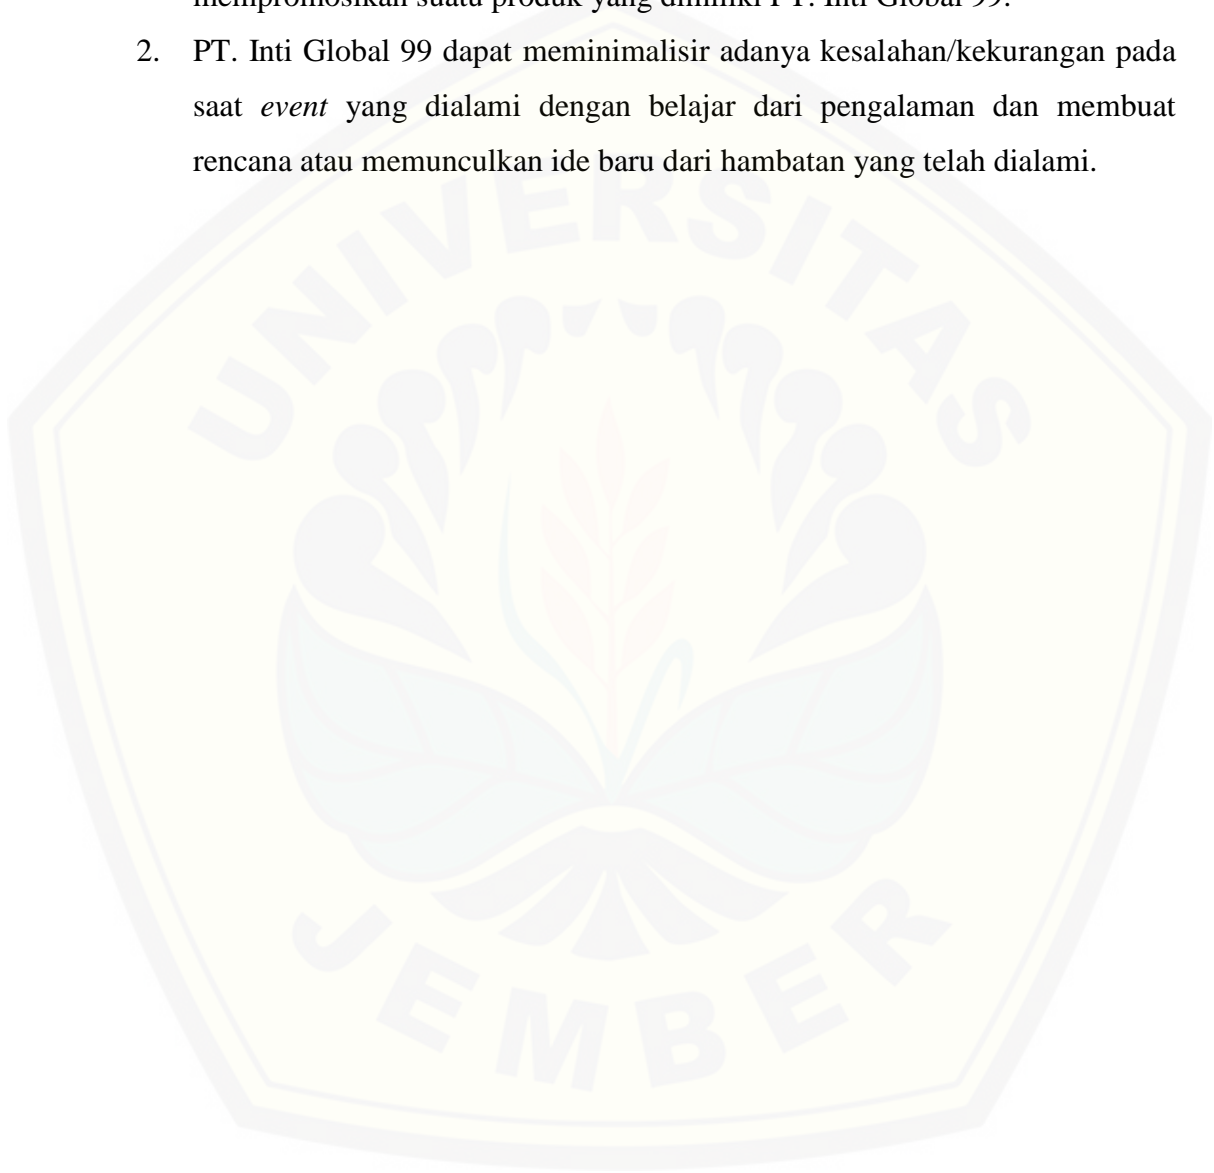 mempromosikan suatu produk yang dimiliki PT. Inti Global 99.
2. PT. Inti Global 99 dapat meminimalisir adanya kesalahan/kekurangan pada
saat event yang dialami dengan belajar dari pengalaman dan membuat
rencana atau memunculkan ide baru dari hambatan yang telah dialami.
UNIVERSITAS
JEMBER